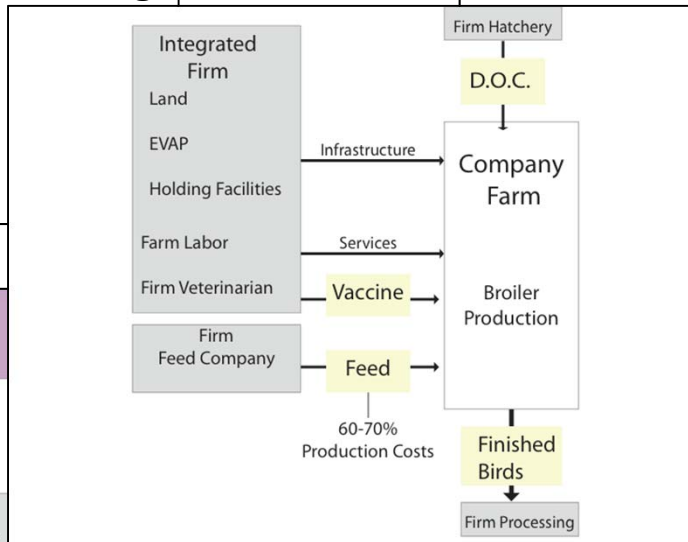 Firm Hatchery
D.O.C.
Integrated
Firm
Land
EVAP
Holding Facilities
Farm Labor
Firm Veterinarian
Infrastructure
Services
Vaccine
Company
Farm
Broiler
Production
Firm
Feed Company
Feed
60-70%
Production Costs
Finished
Birds
Firm Processing